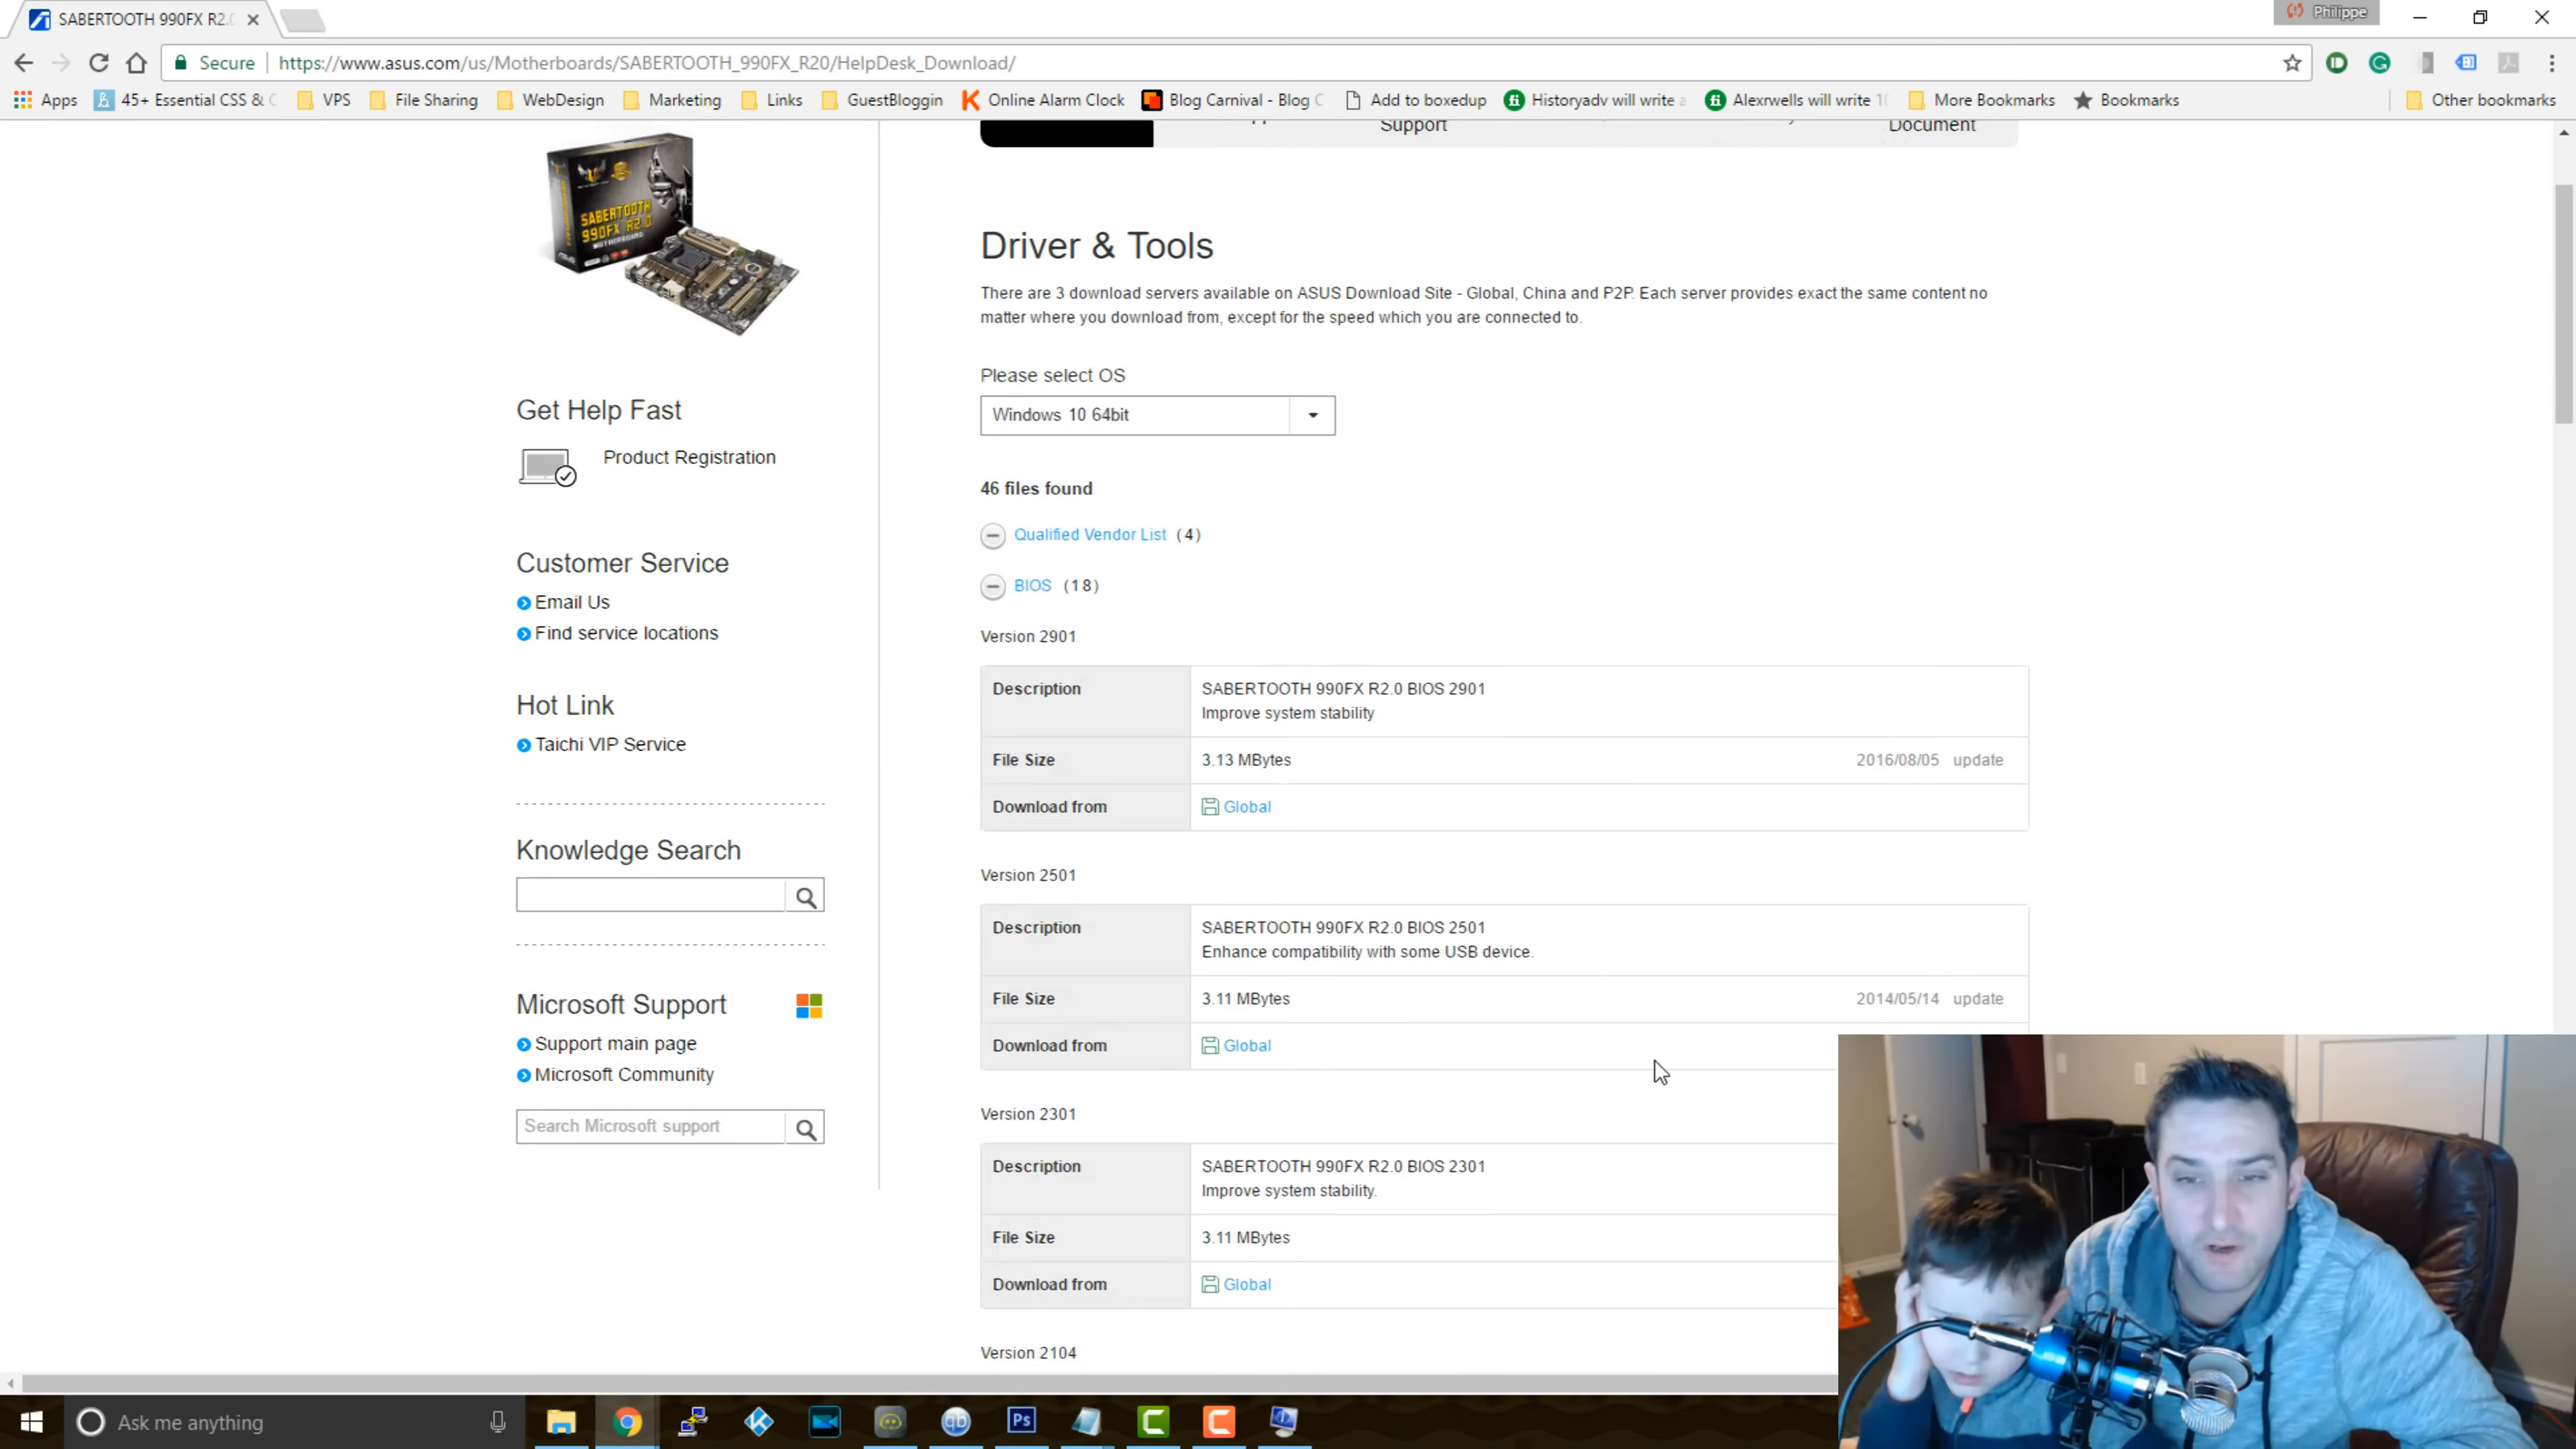 SABERTOOTH 990FX R2.0
Philippe
Secure https://www.asus.com/us/Motherboards/SABERTOOTH_990FX_R20/HelpDesk_Download/
Apps 45+ Essential CSS & VPS File Sharing WebDesign Marketing Links GuestBloggin Online Alarm Clock Blog Carnival - Blog Add to boxedup Historyadv will write Alexrwells will write More Bookmarks Bookmarks Other bookmarks
Support Document
SABERTOOTH
990FX R2.0
Driver & Tools
There are 3 download servers available on ASUS Download Site - Global, China and P2P. Each server provides exact the same content no
matter where you download from, except for the speed which you are connected to.
Please select OS
Windows 10 64bit
46 files found
Qualified Vendor List (4)
BIOS (18)
Version 2901
Description SABERTOOTH 990FX R2.0 BIOS 2901
Improve system stability
File Size 3.13 MBytes 2016/08/05 update
Download from Global
Version 2501
Description SABERTOOTH 990FX R2.0 BIOS 2501
Enhance compatibility with some USB device.
File Size 3.11 MBytes 2014/05/14 update
Download from Global
Version 2301
Description SABERTOOTH 990FX R2.0 BIOS 2301
Improve system stability.
File Size 3.11 MBytes
Download from Global
Version 2104
Get Help Fast
Product Registration
Customer Service
Email Us
Find service locations
Hot Link
Taichi VIP Service
Knowledge Search
Microsoft Support
Support main page
Microsoft Community
Search Microsoft support
Ask me anything
qb
Ps